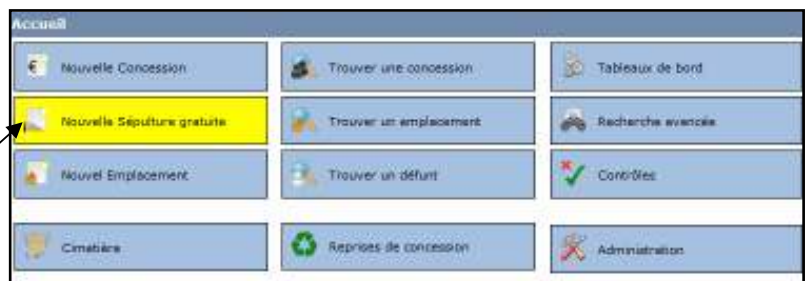 Accueil
Nouvelle Concession
Trouver une concession
Tableaux de bord
Nouvelle Sépulture gratuite
Trouver un emplacement
Recherche avancée
Nouvel Emplacement
Trouver un défunt
Contrôles
Cimetière
Reprises de concession
Administration